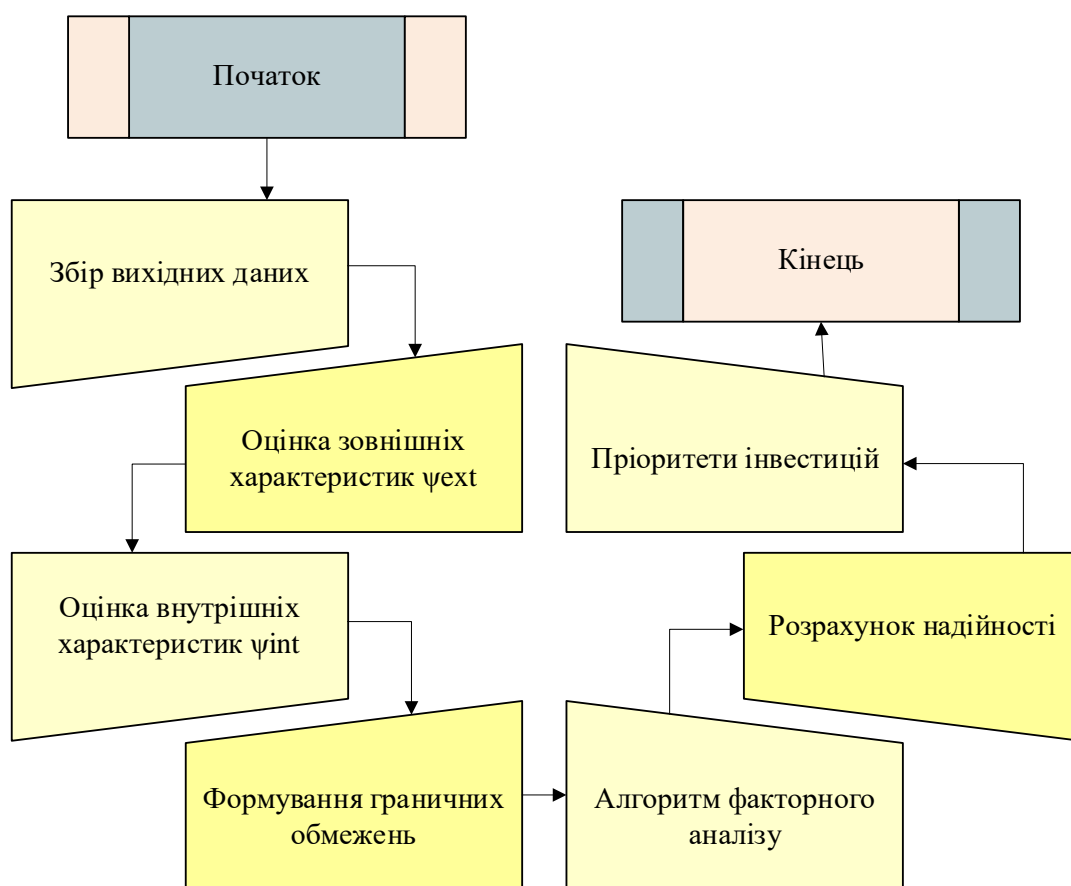 Початок
Збір вихідних даних
Оцінка зовнішніх
характеристик ψext
Оцінка внутрішніх
характеристик ψint
Формування граничних
обмежень
Алгоритм факторного
аналізу
Розрахунок надійності
Пріоритети інвестицій
Кінець